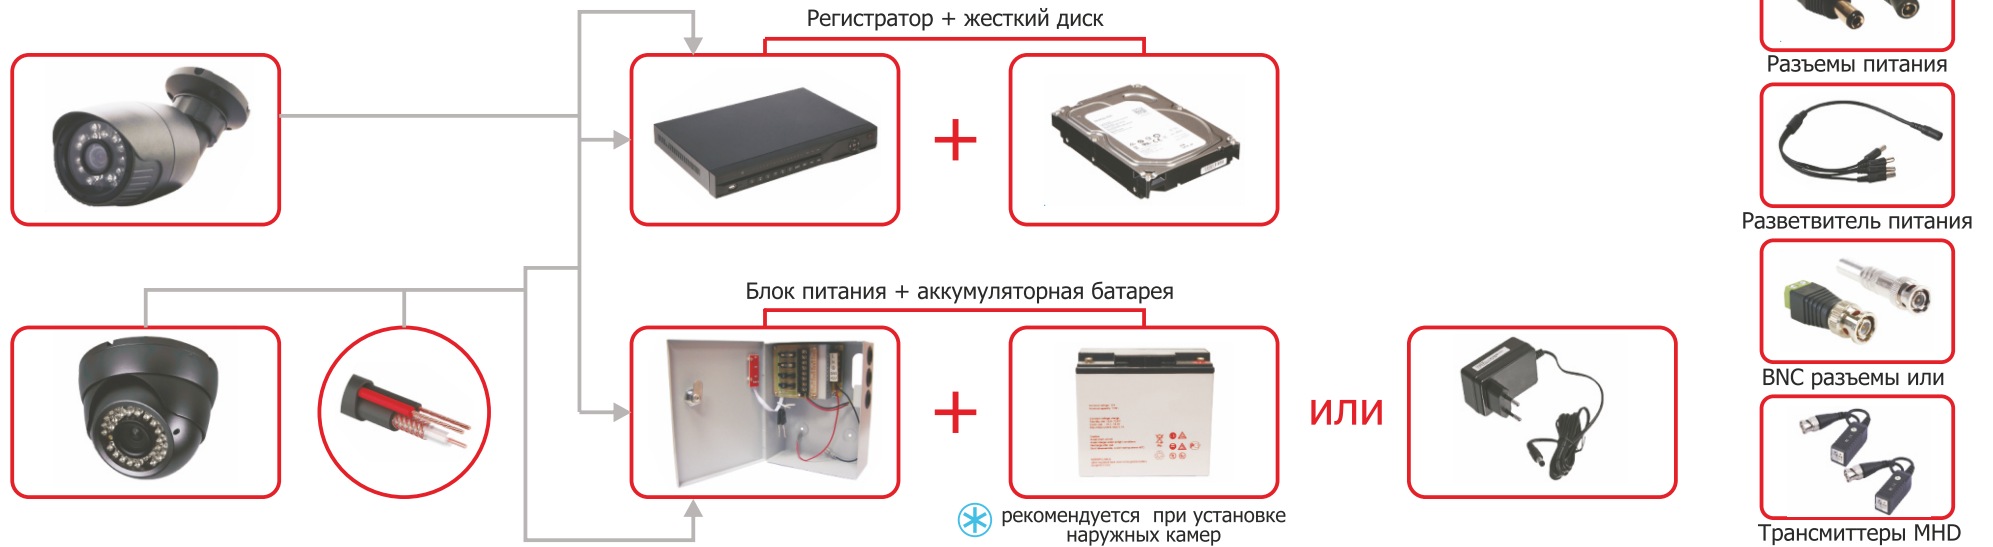 Регистратор + жесткий диск
Разъемы питания
Разветвитель питания
Блок питания + аккумуляторная батарея
BNC разъемы или
или
рекомендуется при установке
наружных камер
Трансмиттеры MHD